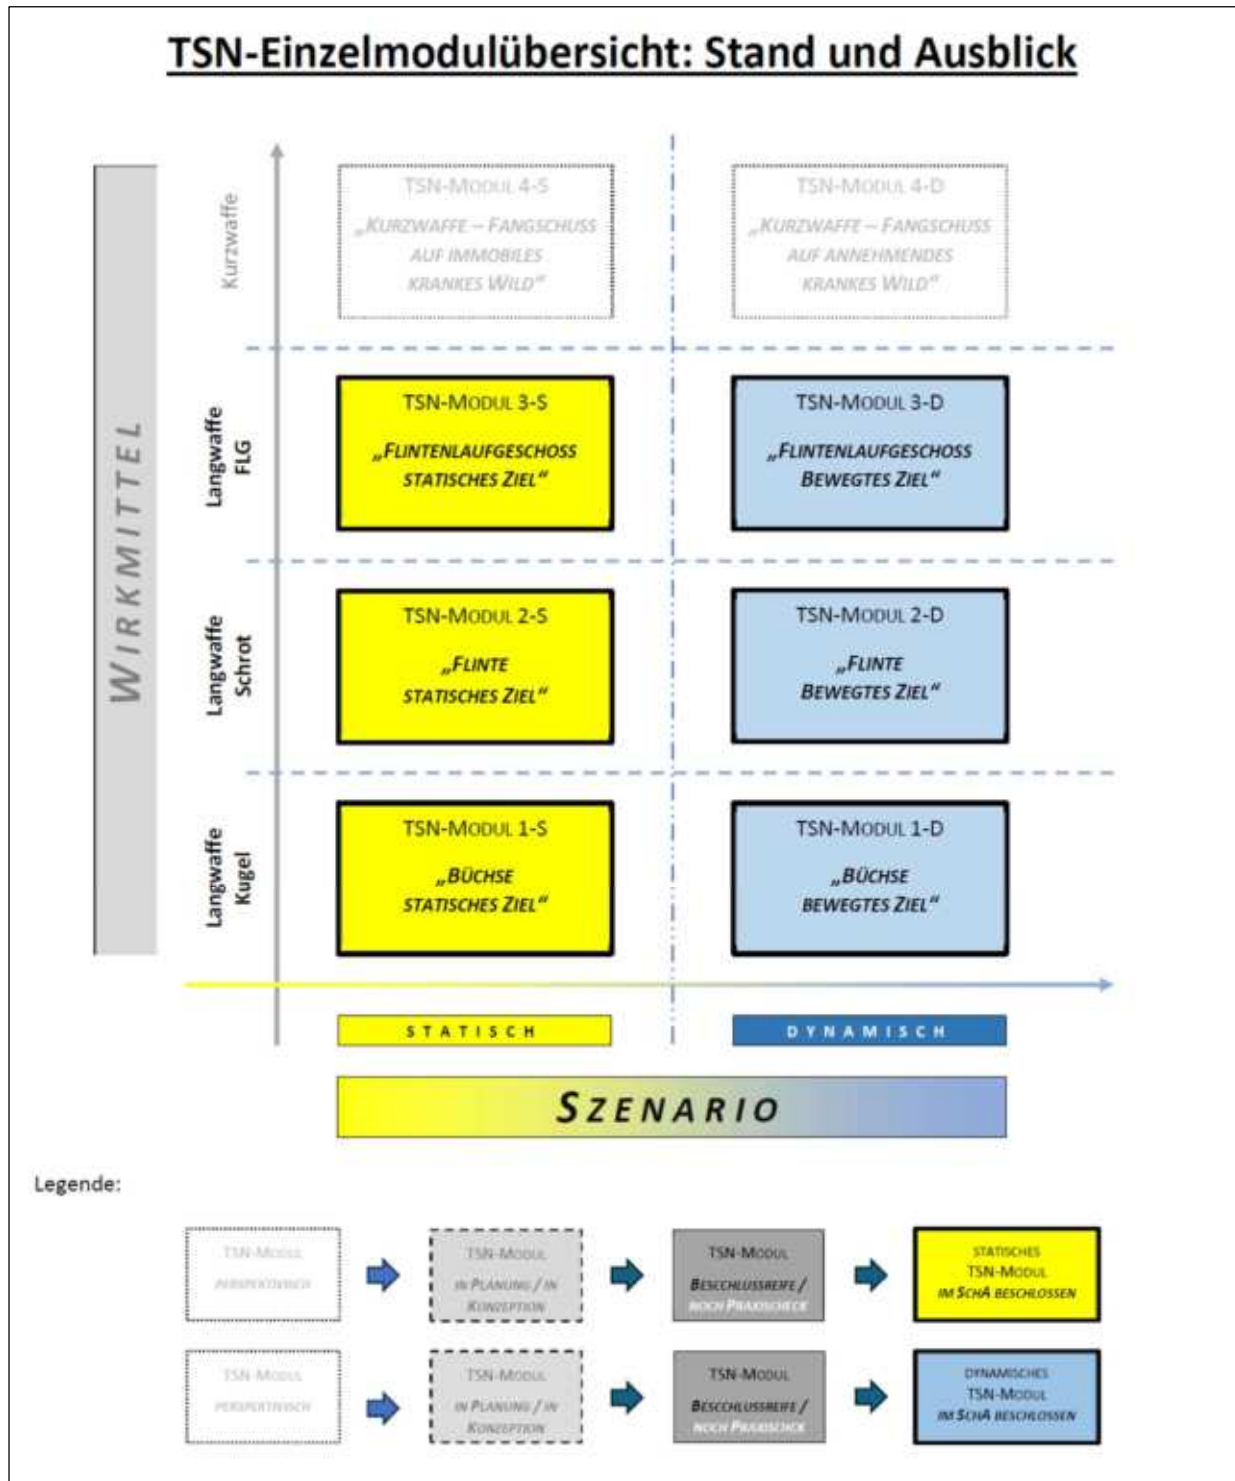 TSN-Einzelmodulübersicht: Stand und Ausblick
WIRKMITTEL
Kurzwaffe
TSN-MODUL 4-S
„KURZWAFFE – FANGSCHUSS
AUF IMMOBILES
KRANKES WILD“
TSN-MODUL 4-D
„KURZWAFFE – FANGSCHUSS
AUF ANNEHMENDES
KRANKES WILD“
Langwaffe
FLG
TSN-MODUL 3-S
„FLINTENLAUFGESCHOSS
STATISCHES ZIEL“
TSN-MODUL 3-D
„FLINTENLAUFGESCHOSS
BEWEGTES ZIEL“
Langwaffe
Schrot
TSN-MODUL 2-S
„FLINTE
STATISCHES ZIEL“
TSN-MODUL 2-D
„FLINTE
BEWEGTES ZIEL“
Langwaffe
Kugel
TSN-MODUL 1-S
„BÜCHSE
STATISCHES ZIEL“
TSN-MODUL 1-D
„BÜCHSE
BEWEGTES ZIEL“
STATISCH
DYNAMISCH
SZENARIO
Legende:
TSN-MODUL
PERSPEKTIVISCH
TSN-MODUL
IN PLANUNG / IN
KONZEPTION
TSN-MODUL
BESCCHLUSSREIFE /
NOCH PRAXISCHECK
STATISCHES
TSN-MODUL
IM SCHA BESCHLOSSEN
TSN-MODUL
PERSPEKTIVISCH
TSN-MODUL
IN PLANUNG / IN
KONZEPTION
TSN-MODUL
BESCCHLUSSREIFE /
NOCH PRAXISCHCK
DYNAMISCHES
TSN-MODUL
IM SCHA BESCHLOSSEN